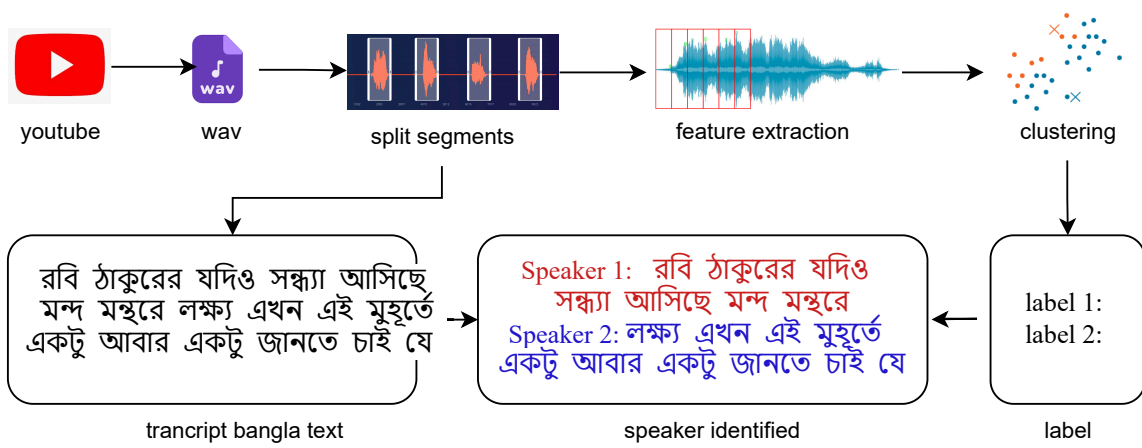 wav
youtube
wav
split segments
feature extraction
clustering
রবি ঠাকুরের যদিও সন্ধ্যা আসিছে
মন্দ মন্থরে লক্ষ্য এখন এই মুহূর্তে
একটু আবার একটু জানতে চাই যে
Speaker 1: রবি ঠাকুরের যদিও
সন্ধ্যা আসিছে মন্দ মন্থরে
Speaker 2: লক্ষ্য এখন এই মুহূর্তে
একটু আবার একটু জানতে চাই যে
label 1:
label 2:
trancript bangla text
speaker identified
label